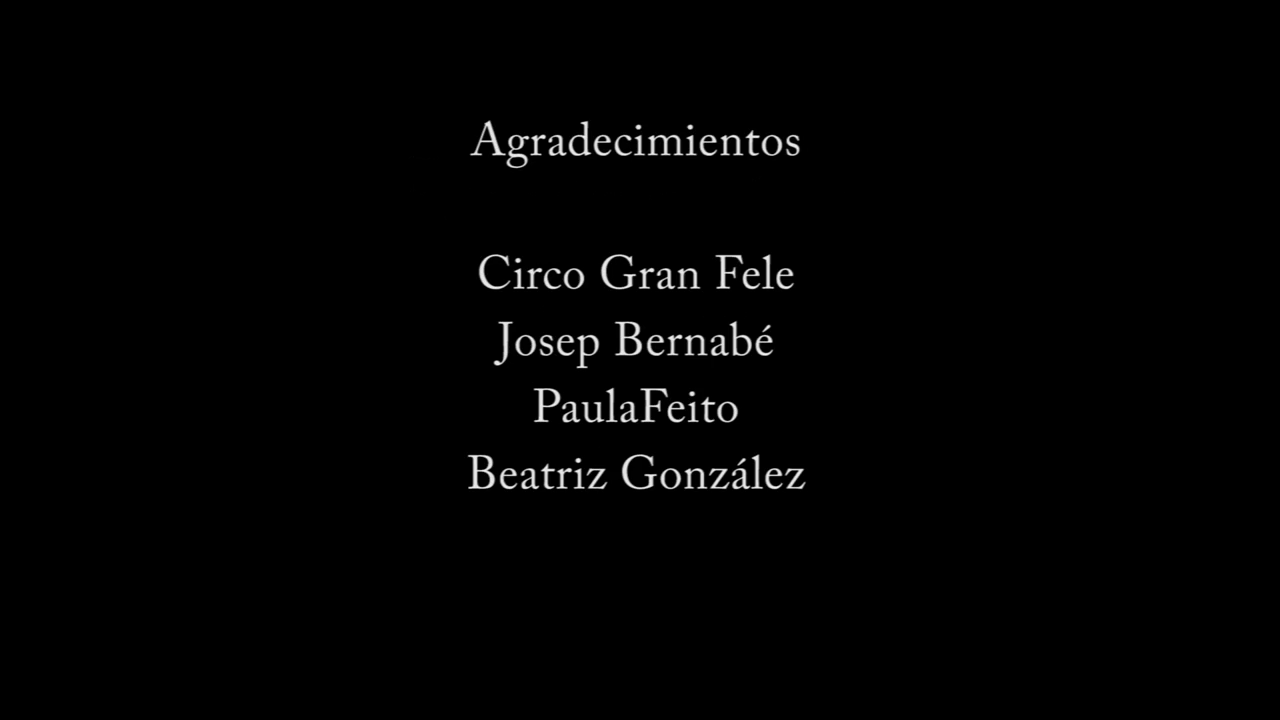 Agradecimientos
Circo Gran Fele
Josep Bernabé
PaulaFeito
Beatriz González